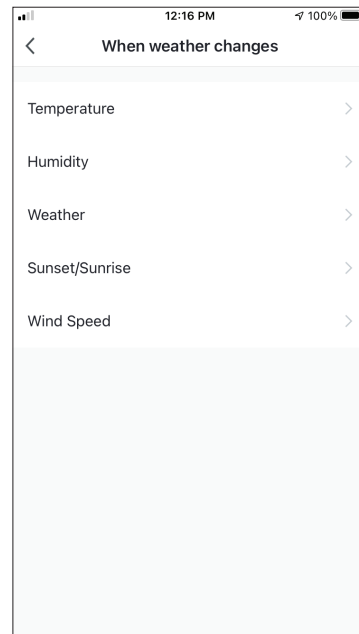 12:16 PM 100%
When weather changes
Temperature
Humidity
Weather
Sunset/Sunrise
Wind Speed